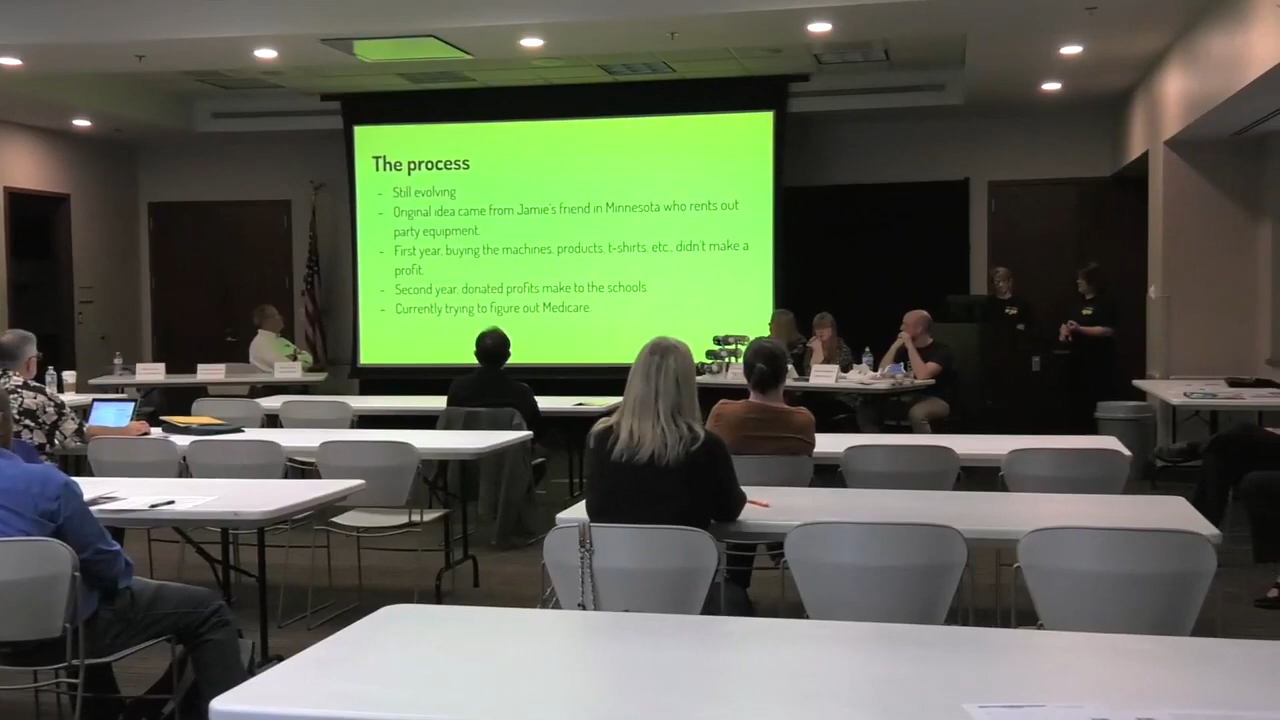 The process
- Still evolving
- Original idea came from Jamie's friend in Minnesota who rents out
party equipment.
- First year, buying the machines, products, t-shirts, etc., didn't make a
profit.
- Second year, donated profits make to the schools
- Currently trying to figure out Medicare.